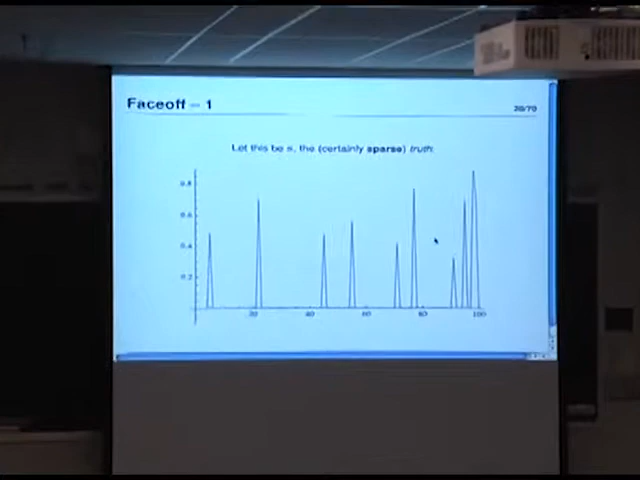 Faceoff – 1
Let this be x, the (certainly sparse) truth:
0.8
0.6
0.4
0.2
20 40 60 80 100